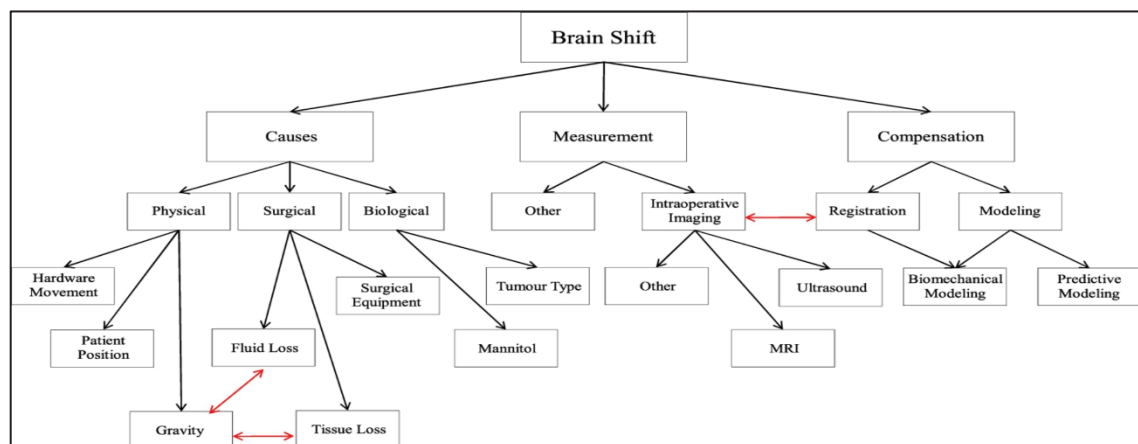 Brain Shift
Causes
Measurement
Compensation
Physical
Surgical
Biological
Other
Intraoperative
Imaging
Registration
Modeling
Hardware
Movement
Surgical
Equipment
Tumour Type
Other
Ultrasound
Biomechanical
Modeling
Predictive
Modeling
Patient
Position
Fluid Loss
Mannitol
MRI
Gravity
Tissue Loss